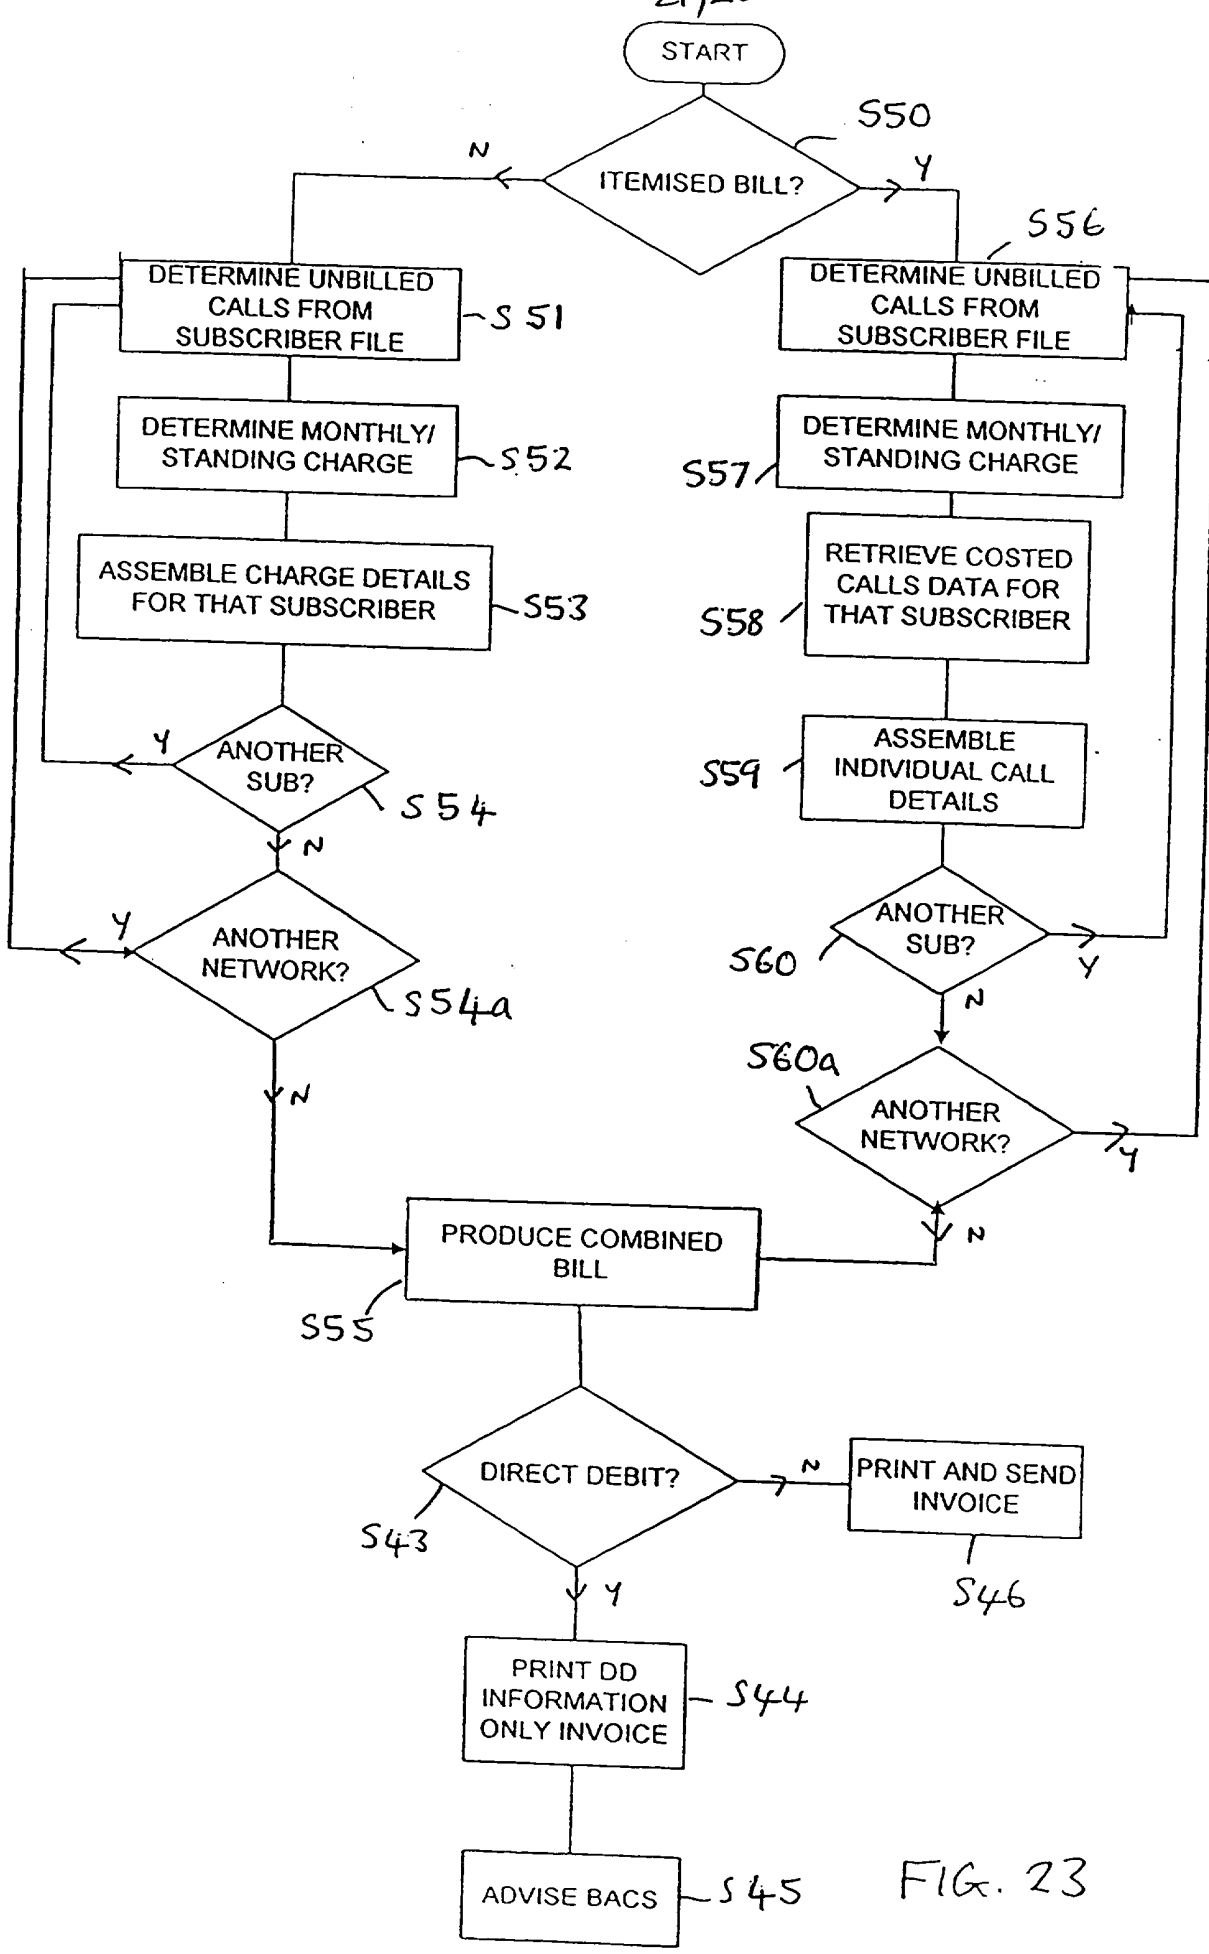 START
S50
N
ITEMISED BILL?
Y
S56
DETERMINE UNBILLED
CALLS FROM
SUBSCRIBER FILE
S51
DETERMINE UNBILLED
CALLS FROM
SUBSCRIBER FILE
DETERMINE MONTHLY/
STANDING CHARGE
S52
S57
DETERMINE MONTHLY/
STANDING CHARGE
ASSEMBLE CHARGE DETAILS
FOR THAT SUBSCRIBER
S53
S58
RETRIEVE COSTED
CALLS DATA FOR
THAT SUBSCRIBER
Y
ANOTHER
SUB?
S54
N
S59
ASSEMBLE
INDIVIDUAL CALL
DETAILS
Y
ANOTHER
NETWORK?
S54a
N
S60
ANOTHER
SUB?
Y
N
S60a
ANOTHER
NETWORK?
Y
N
PRODUCE COMBINED
BILL
S55
DIRECT DEBIT?
N
S43
Y
PRINT AND SEND
INVOICE
S46
PRINT DD
INFORMATION
ONLY INVOICE
S44
ADVISE BACS
S45
FIG. 23